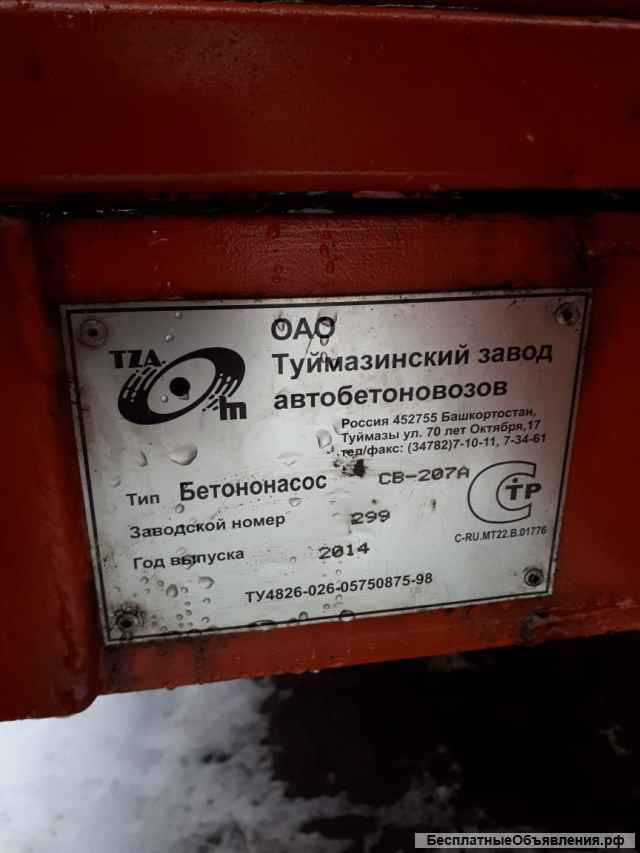 TZA
m
ОАО
Туймазинский завод
автобетоновозов
Россия 452755 Башкортостан,
Туймазы ул. 70 лет Октября,17
тел/факс: (34782)7-10-11, 7-34-61
Тип Бетононасос СВ-207А
Заводской номер 299
Год выпуска 2014
СТР
C-RU.MT22.B.01776
ТУ4826-026-05750875-98
БесплатныеОбъявления.рф